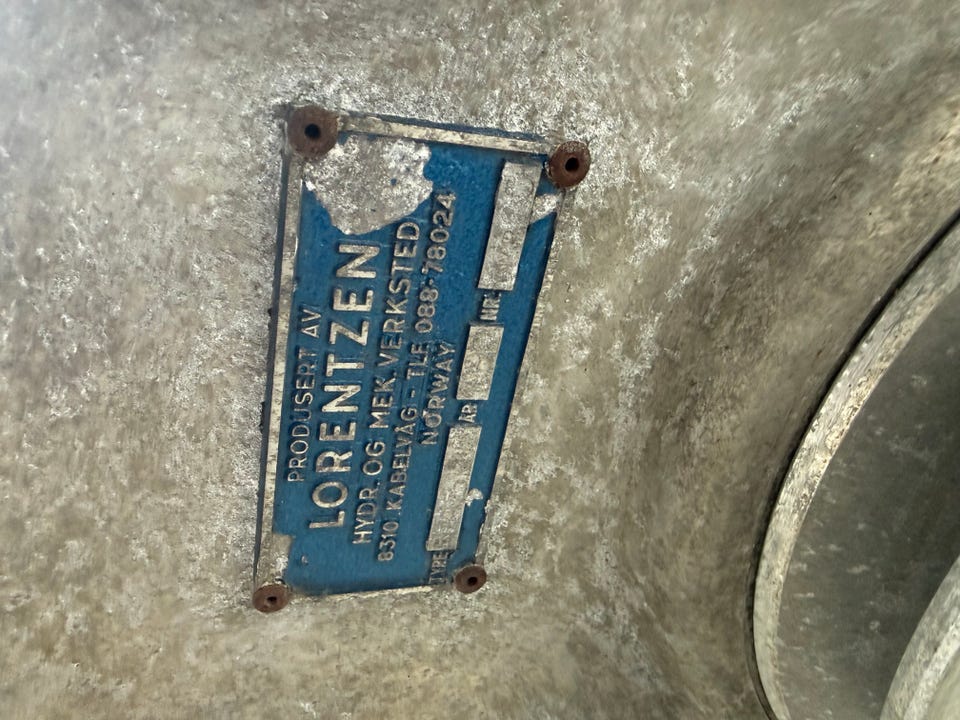 PRODUSERT AV
LORENTZEN
HYDR. OG MEK. VERKSTED
8310 KABELVÅG - TLF. 088-78024
NORWAY
TYPE ÅR NR.